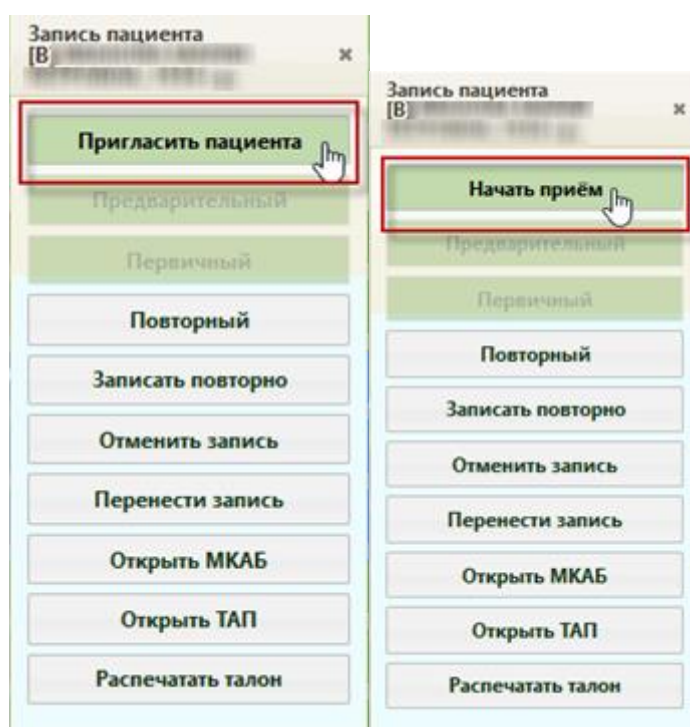 Запись пациента
[В]
×
Пригласить пациента
Предварительный
Первичный
Повторный
Записать повторно
Отменить запись
Перенести запись
Открыть МКАБ
Открыть ТАП
Распечатать талон
Запись пациента
[В]
×
Начать приём
Предварительный
Первичный
Повторный
Записать повторно
Отменить запись
Перенести запись
Открыть МКАБ
Открыть ТАП
Распечатать талон